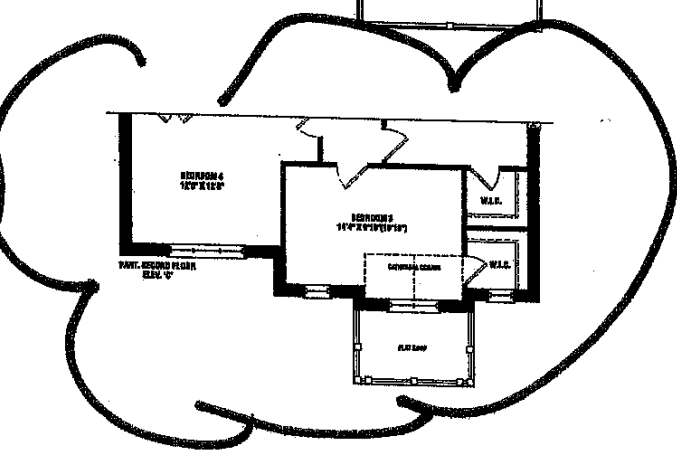 BEDROOM 4
W.I.C.
BEDROOM 3
W.I.C.
CATHEDRAL CEILING
PART. SECOND FLOOR
ELEV. 'C'
FLAT ROOF